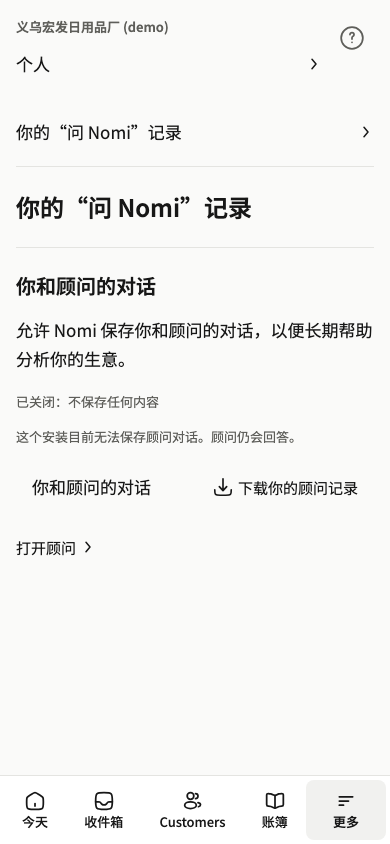 义乌宏发日用品厂 (demo)
个人
你的“问 Nomi”记录
你的“问 Nomi”记录
你和顾问的对话
允许 Nomi 保存你和顾问的对话，以便长期帮助
分析你的生意。
已关闭：不保存任何内容
这个安装目前无法保存顾问对话。顾问仍会回答。
你和顾问的对话
下载你的顾问记录
打开顾问
今天
收件箱
Customers
账簿
更多